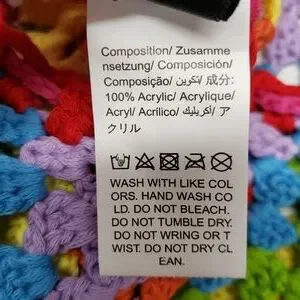 Composition/ Zusamme
nsetzung/ Composición/
Composição/ تكوين/ 成分:
100% Acrylic/ Acrylique/
Acryl/ Acrílico/ أكريليك/ ア
クリル
WASH WITH LIKE COL
ORS. HAND WASH CO
LD. DO NOT BLEACH.
DO NOT TUMBLE DRY.
DO NOT WRING OR T
WIST. DO NOT DRY CL
EAN.